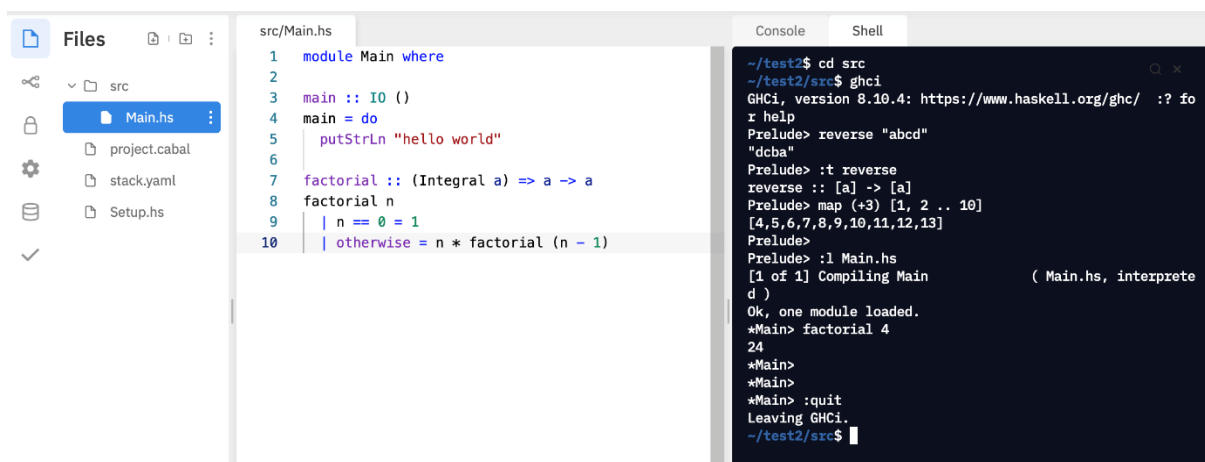 Files
src
Main.hs
project.cabal
stack.yaml
Setup.hs
src/Main.hs
1 module Main where
2
3 main :: IO ()
4 main = do
5 putStrLn "hello world"
6
7 factorial :: (Integral a) => a -> a
8 factorial n
9 | n == 0 = 1
10 | otherwise = n * factorial (n - 1)
Console Shell
~/test2$ cd src
~/test2/src$ ghci
GHCi, version 8.10.4: https://www.haskell.org/ghc/ :? fo
r help
Prelude> reverse "abcd"
"dcba"
Prelude> :t reverse
reverse :: [a] -> [a]
Prelude> map (+3) [1, 2 .. 10]
[4,5,6,7,8,9,10,11,12,13]
Prelude>
Prelude> :l Main.hs
[1 of 1] Compiling Main ( Main.hs, interprete
d )
Ok, one module loaded.
*Main> factorial 4
24
*Main>
*Main>
*Main> :quit
Leaving GHCi.
~/test2/src$